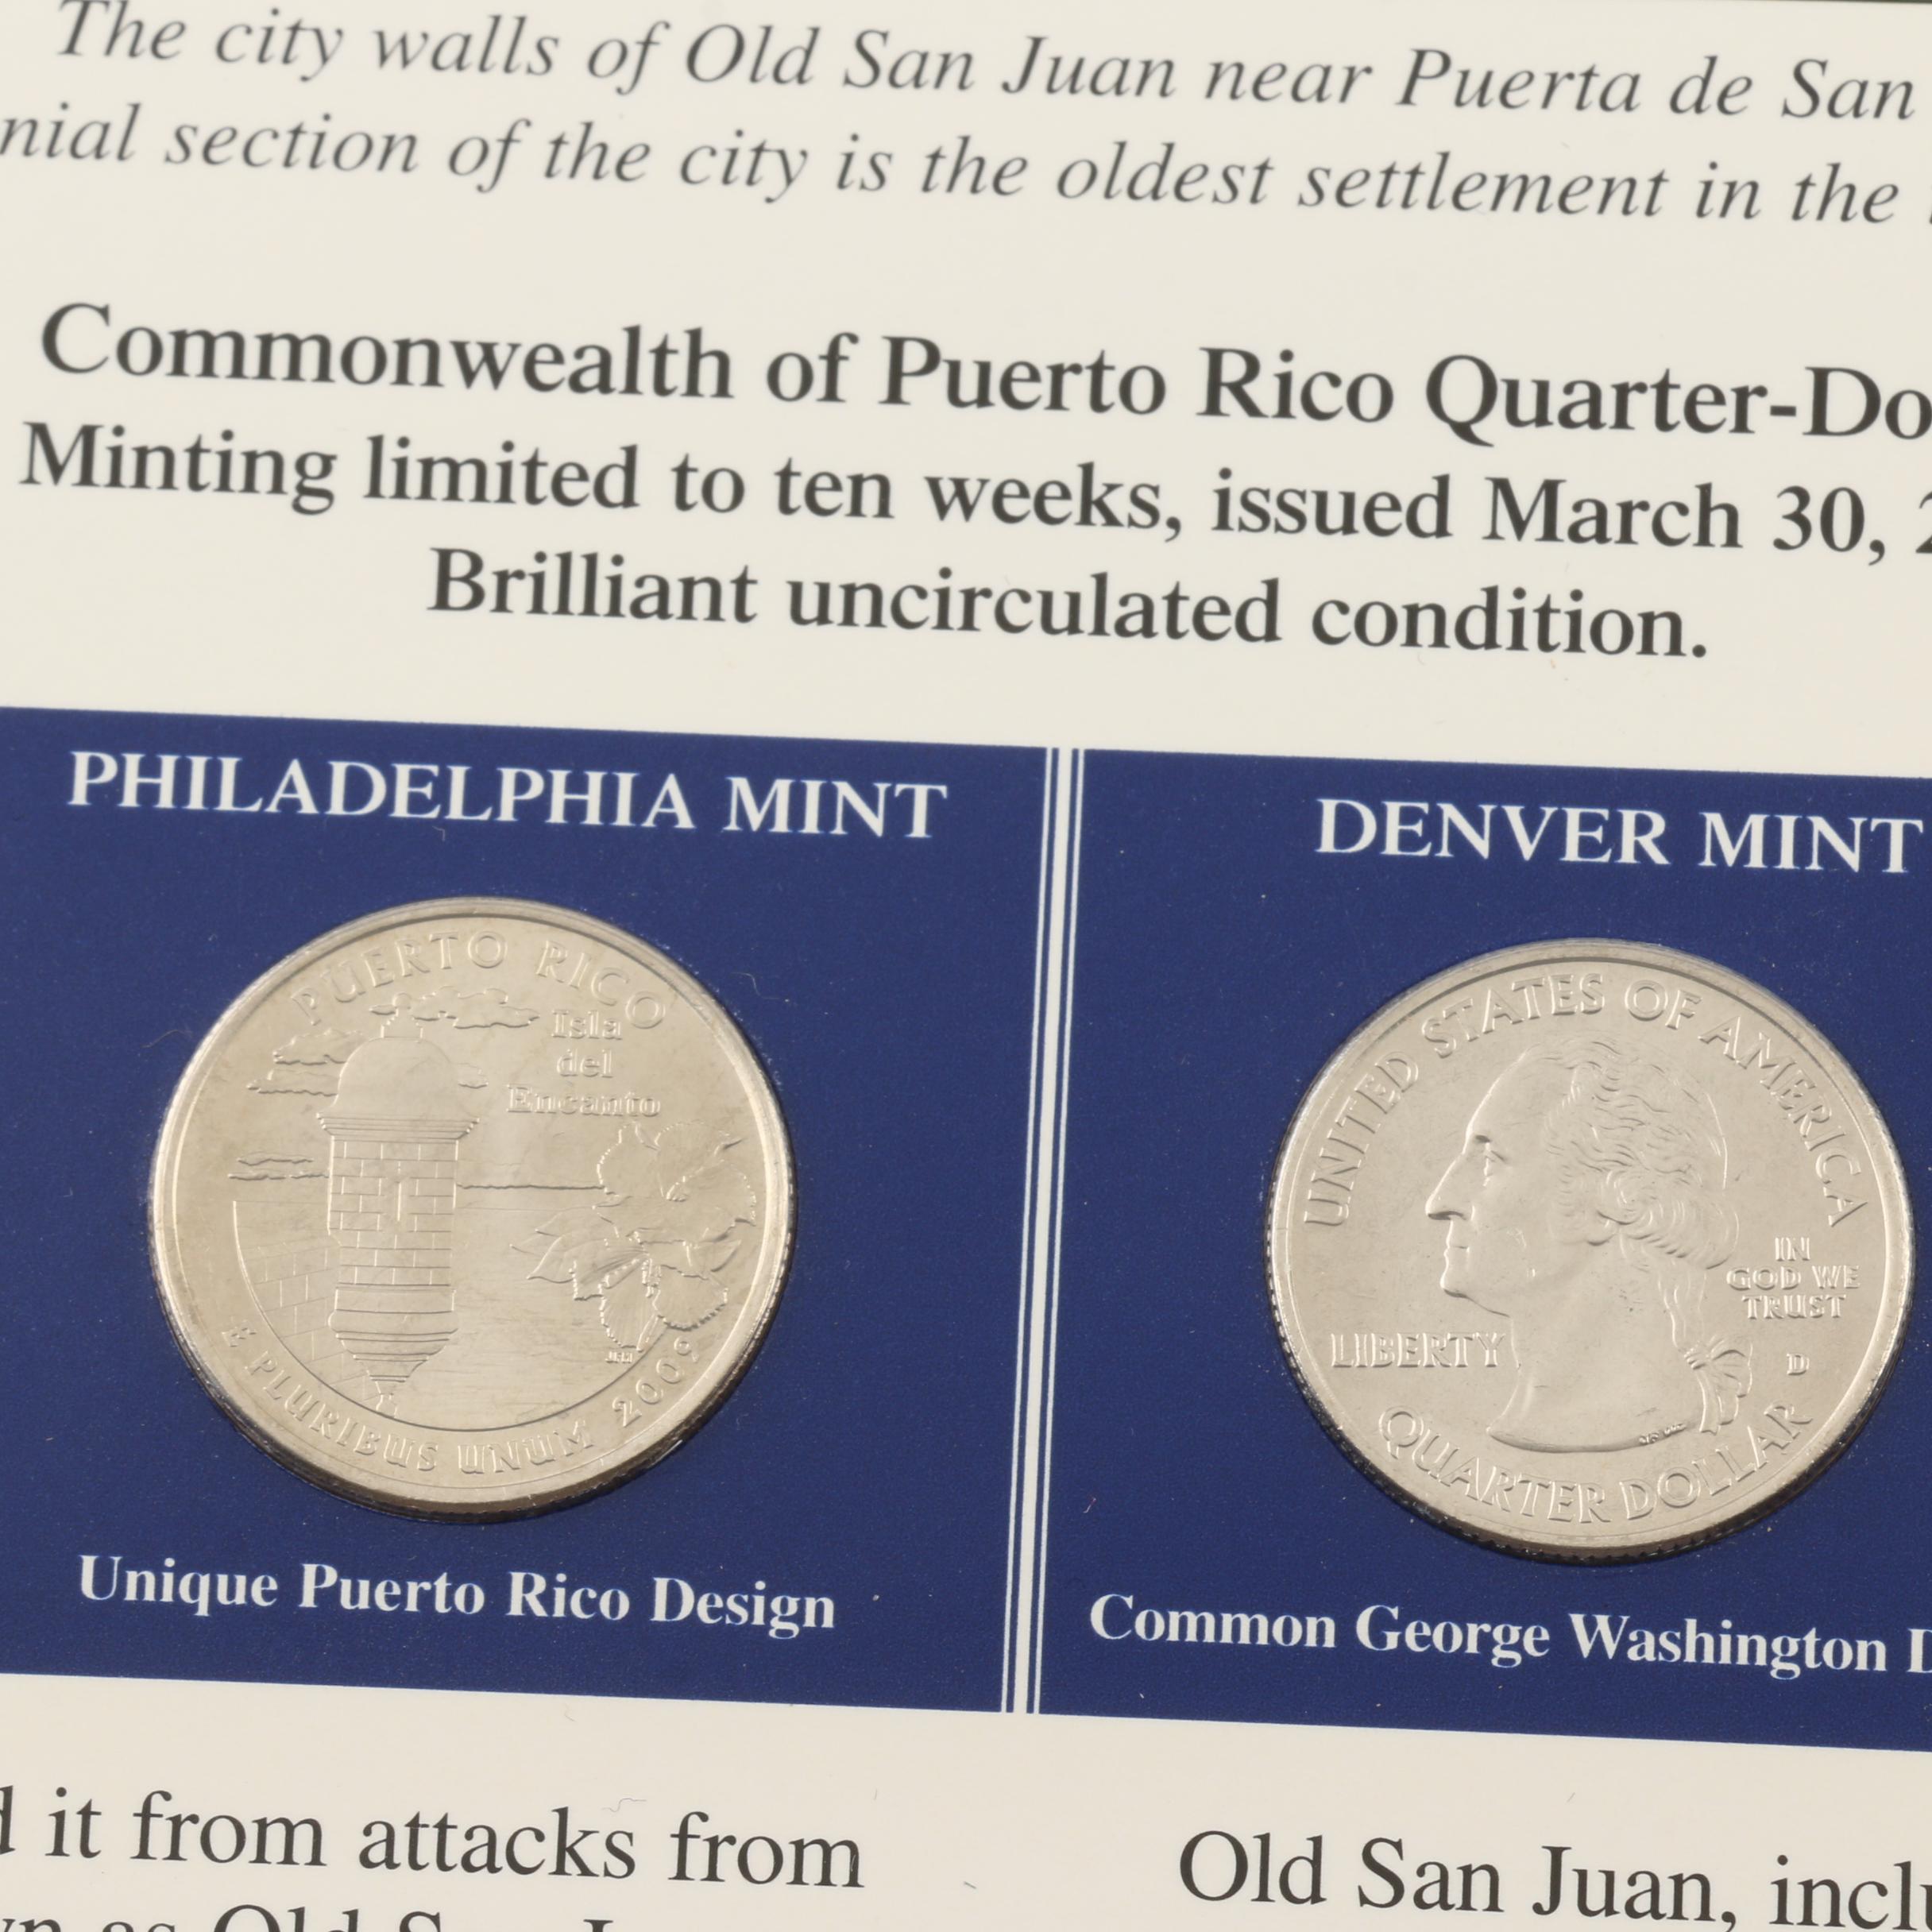 The city walls of Old San Juan near Puerta de San
nial section of the city is the oldest settlement in the
Commonwealth of Puerto Rico Quarter-Do
Minting limited to ten weeks, issued March 30,
Brilliant uncirculated condition.
PHILADELPHIA MINT
PUERTO RICO
Isla
del
Encanto
E PLURIBUS UNUM 2009
Unique Puerto Rico Design
DENVER MINT
UNITED STATES OF AMERICA
IN
GOD WE
TRUST
LIBERTY
D
QUARTER DOLLAR
Common George Washington D
d it from attacks from
Old San Juan, inclu